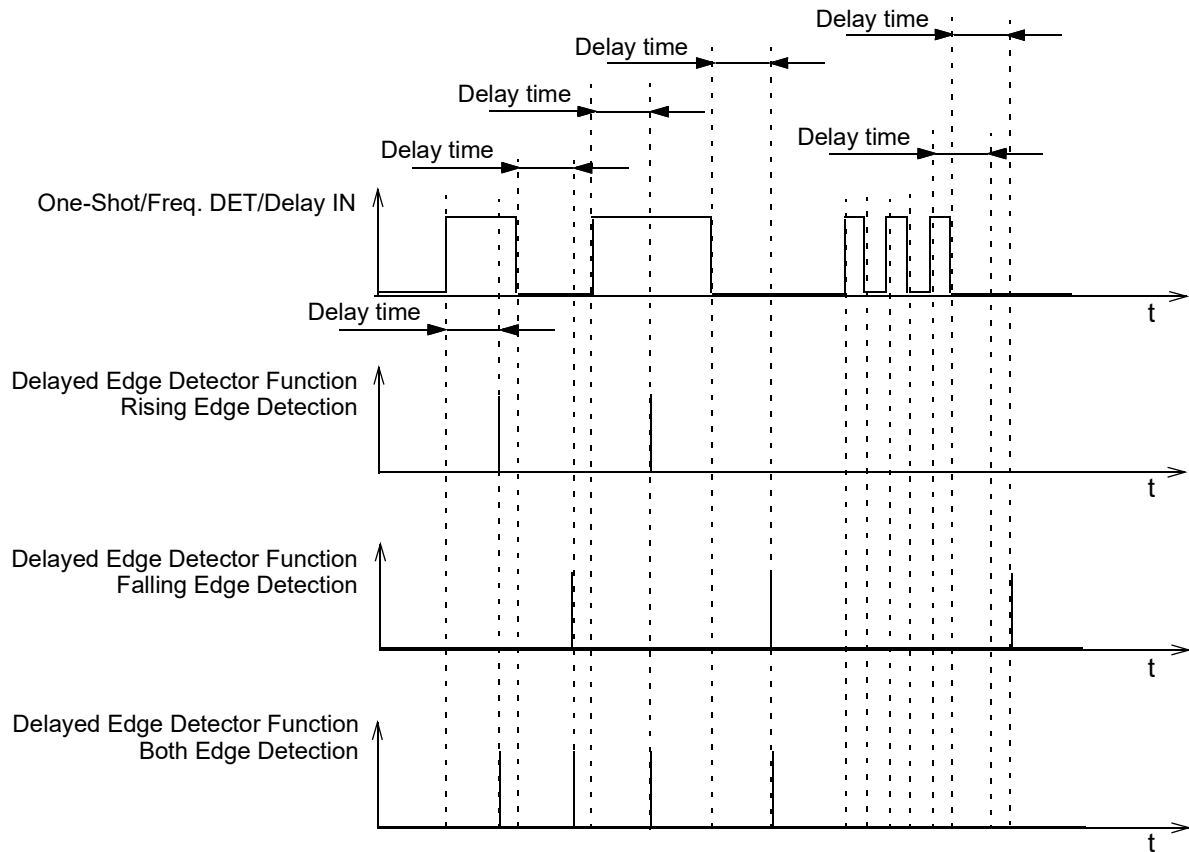 Delay time
Delay time
Delay time
Delay time
Delay time
One-Shot/Freq. DET/Delay IN
t
Delay time
Delayed Edge Detector Function
Rising Edge Detection
t
Delayed Edge Detector Function
Falling Edge Detection
t
Delayed Edge Detector Function
Both Edge Detection
t